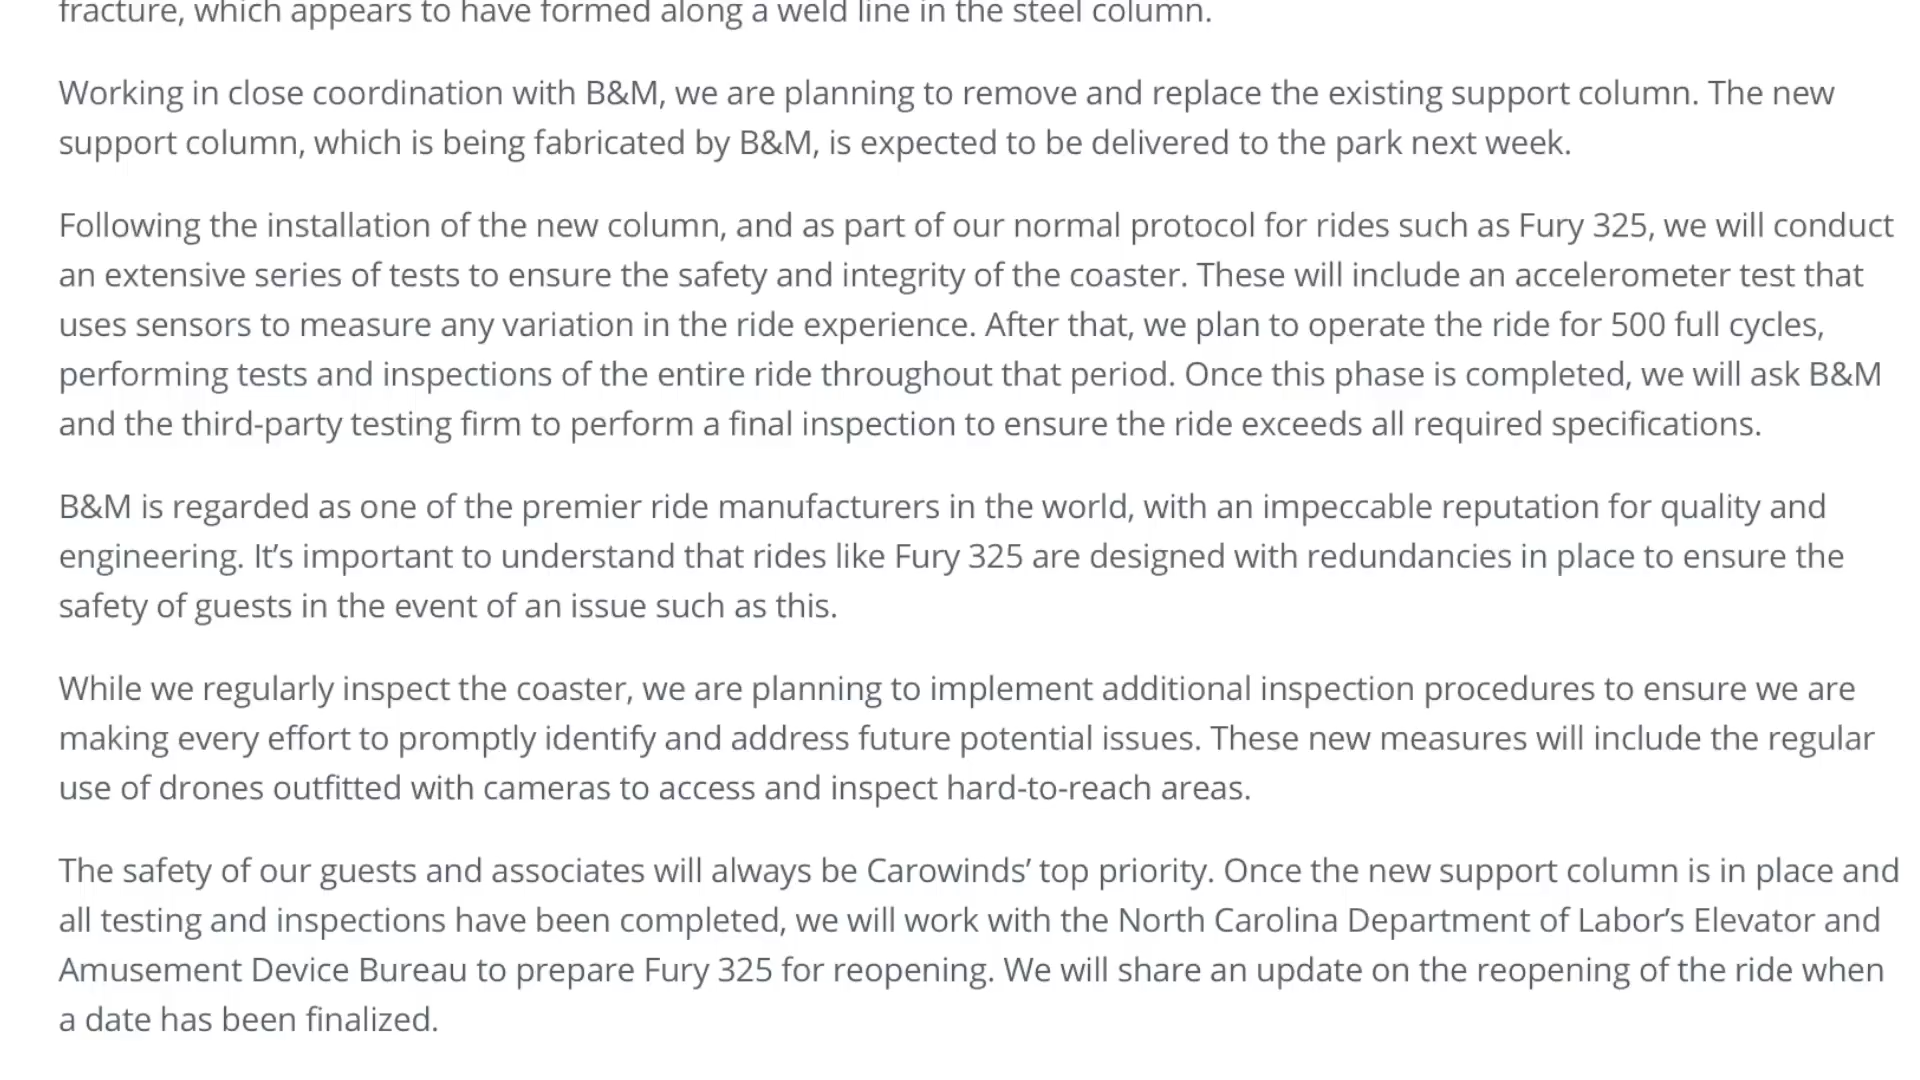 fracture, which appears to have formed along a weld line in the steel column.
Working in close coordination with B&M, we are planning to remove and replace the existing support column. The new
support column, which is being fabricated by B&M, is expected to be delivered to the park next week.
Following the installation of the new column, and as part of our normal protocol for rides such as Fury 325, we will conduct
an extensive series of tests to ensure the safety and integrity of the coaster. These will include an accelerometer test that
uses sensors to measure any variation in the ride experience. After that, we plan to operate the ride for 500 full cycles,
performing tests and inspections of the entire ride throughout that period. Once this phase is completed, we will ask B&M
and the third-party testing firm to perform a final inspection to ensure the ride exceeds all required specifications.
B&M is regarded as one of the premier ride manufacturers in the world, with an impeccable reputation for quality and
engineering. It’s important to understand that rides like Fury 325 are designed with redundancies in place to ensure the
safety of guests in the event of an issue such as this.
While we regularly inspect the coaster, we are planning to implement additional inspection procedures to ensure we are
making every effort to promptly identify and address future potential issues. These new measures will include the regular
use of drones outfitted with cameras to access and inspect hard-to-reach areas.
The safety of our guests and associates will always be Carowinds’ top priority. Once the new support column is in place and
all testing and inspections have been completed, we will work with the North Carolina Department of Labor’s Elevator and
Amusement Device Bureau to prepare Fury 325 for reopening. We will share an update on the reopening of the ride when
a date has been finalized.